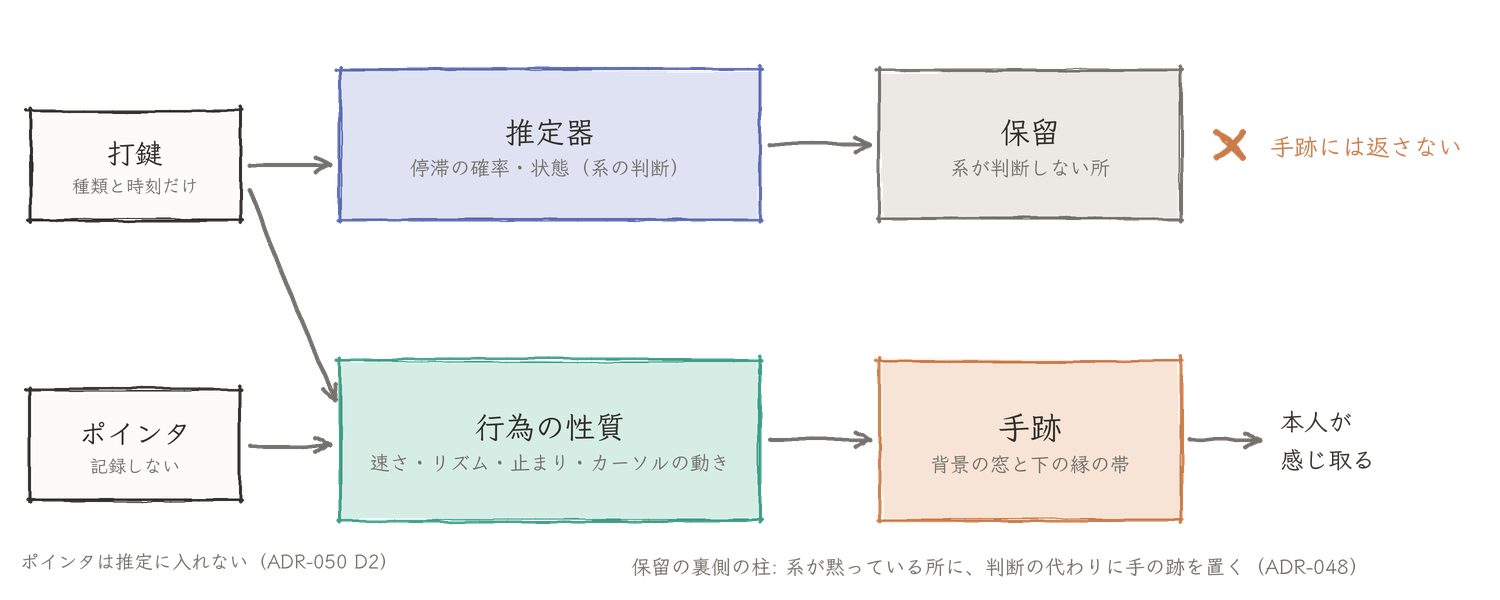 打鍵
種類と時刻だけ
推定器
停滞の確率・状態（系の判断）
保留
系が判断しない所
手跡には返さない
ポインタ
記録しない
行為の性質
速さ・リズム・止まり・カーソルの動き
手跡
背景の窓と下の縁の帯
本人が
感じ取る
ポインタは推定に入れない（ADR-050 D2）
保留の裏側の柱: 系が黙っている所に、判断の代わりに手の跡を置く（ADR-048）